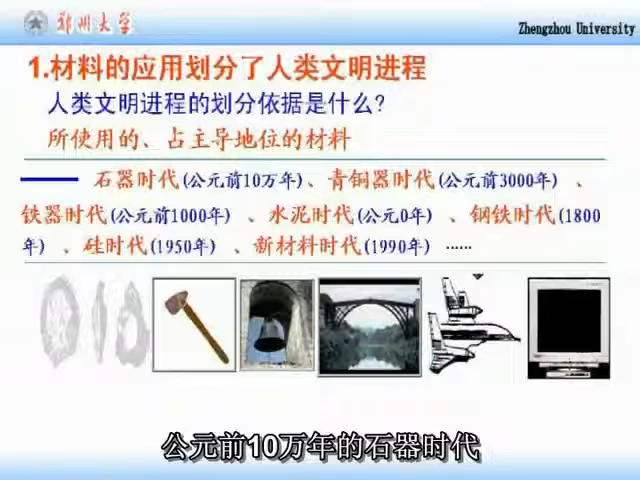 郑州大学
Zhengzhou University
1.材料的应用划分了人类文明进程
人类文明进程的划分依据是什么?
所使用的、占主导地位的材料
—— 石器时代(公元前10万年)、青铜器时代(公元前3000年)、
铁器时代(公元前1000年)、水泥时代(公元0年)、钢铁时代(1800
年)、硅时代(1950年)、新材料时代(1990年) ……
公元前10万年的石器时代